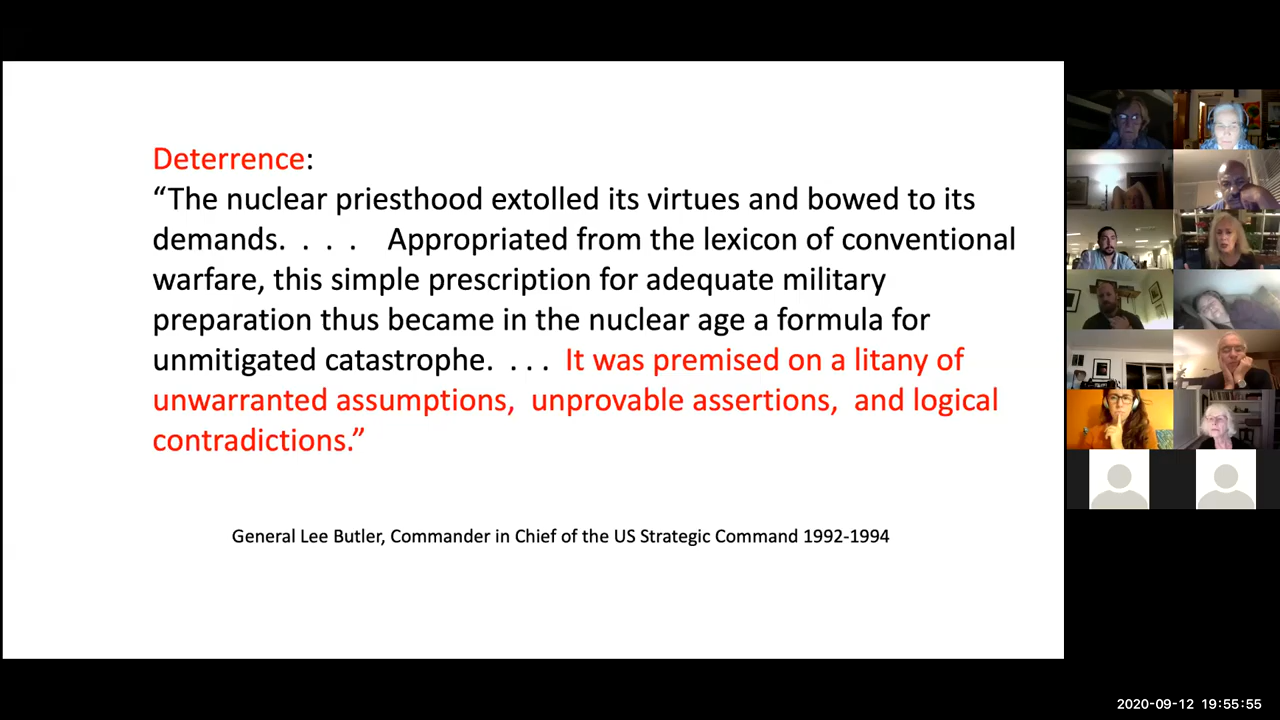 Deterrence:
“The nuclear priesthood extolled its virtues and bowed to its
demands. . . . Appropriated from the lexicon of conventional
warfare, this simple prescription for adequate military
preparation thus became in the nuclear age a formula for
unmitigated catastrophe. . . . It was premised on a litany of
unwarranted assumptions, unprovable assertions, and logical
contradictions.”
General Lee Butler, Commander in Chief of the US Strategic Command 1992-1994
2020-09-12 19:55:55